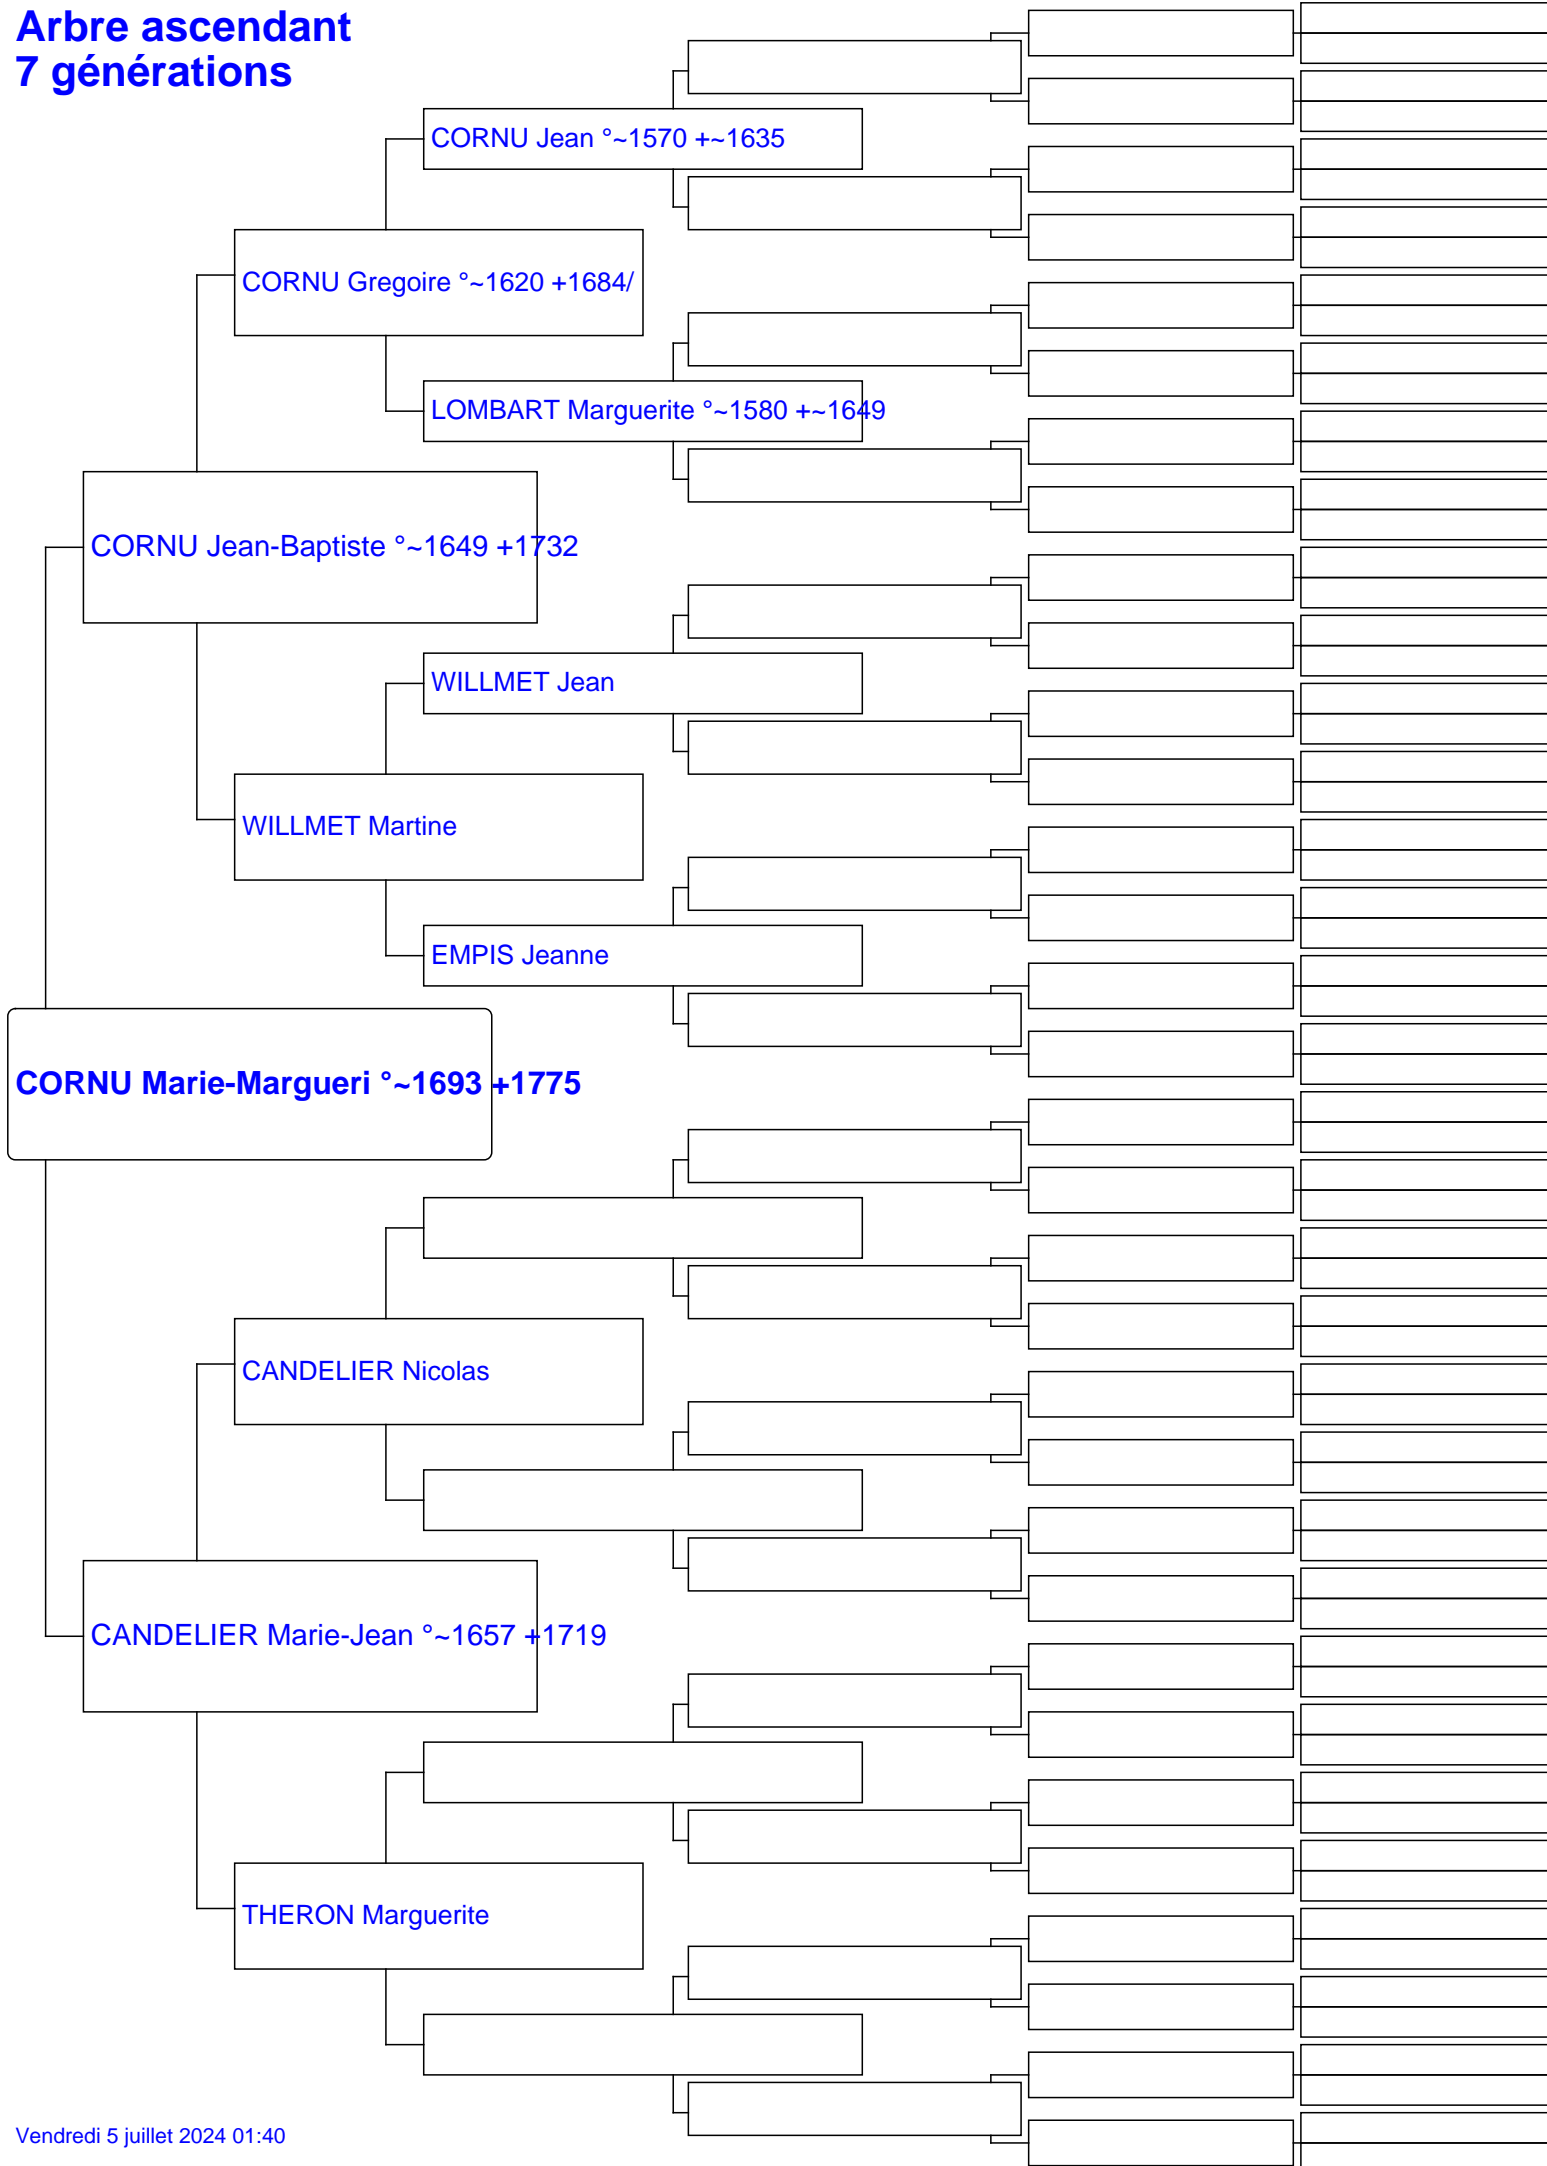 Arbre ascendant
7 générations
CORNU Jean °~1570 +~1635
CORNU Gregoire °~1620 +1684/
LOMBART Marguerite °~1580 +~1649
CORNU Jean-Baptiste °~1649 +1732
WILLMET Jean
WILLMET Martine
EMPIS Jeanne
CORNU Marie-Margueri °~1693 +1775
CANDELIER Nicolas
CANDELIER Marie-Jean °~1657 +1719
THERON Marguerite
Vendredi 5 juillet 2024 01:40